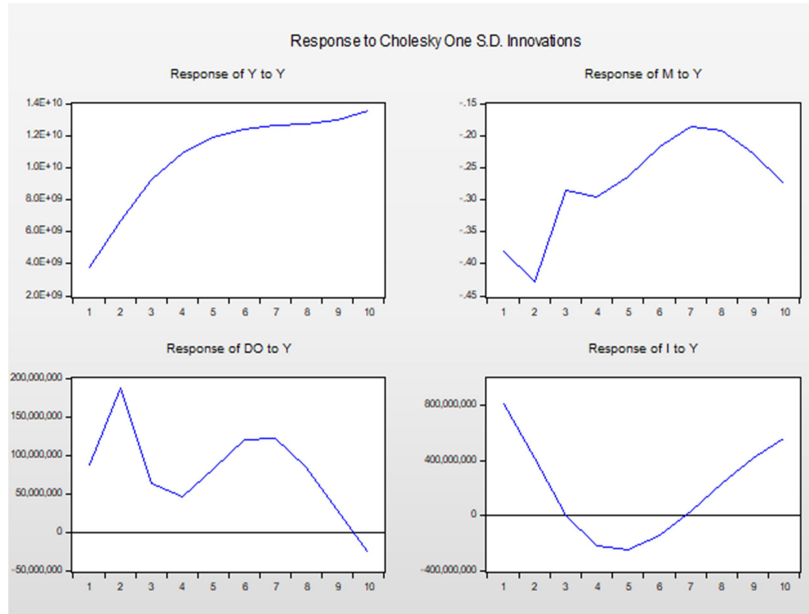 Response to Cholesky One S.D. Innovations
Response of Y to Y
1.4E+10
1.2E+10
1.0E+10
8.0E+09
6.0E+09
4.0E+09
2.0E+09
1 2 3 4 5 6 7 8 9 10
Response of M to Y
-.15
-.20
-.25
-.30
-.35
-.40
-.45
1 2 3 4 5 6 7 8 9 10
Response of DO to Y
200,000,000
150,000,000
100,000,000
50,000,000
0
-50,000,000
1 2 3 4 5 6 7 8 9 10
Response of I to Y
800,000,000
400,000,000
0
-400,000,000
1 2 3 4 5 6 7 8 9 10